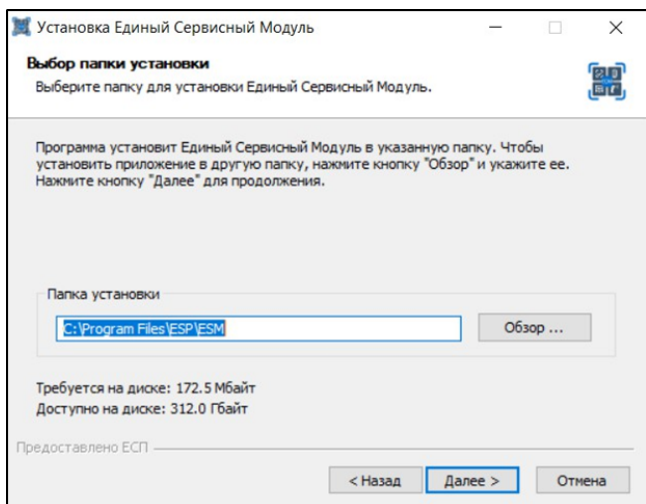 Установка Единый Сервисный Модуль
Выбор папки установки
Выберите папку для установки Единый Сервисный Модуль.
Программа установит Единый Сервисный Модуль в указанную папку. Чтобы
установить приложение в другую папку, нажмите кнопку "Обзор" и укажите ее.
Нажмите кнопку "Далее" для продолжения.
Папка установки
C:\Program Files\ESP\ESM
Обзор ...
Требуется на диске: 172.5 Мбайт
Доступно на диске: 312.0 Гбайт
Предоставлено ЕСП
< Назад Далее > Отмена